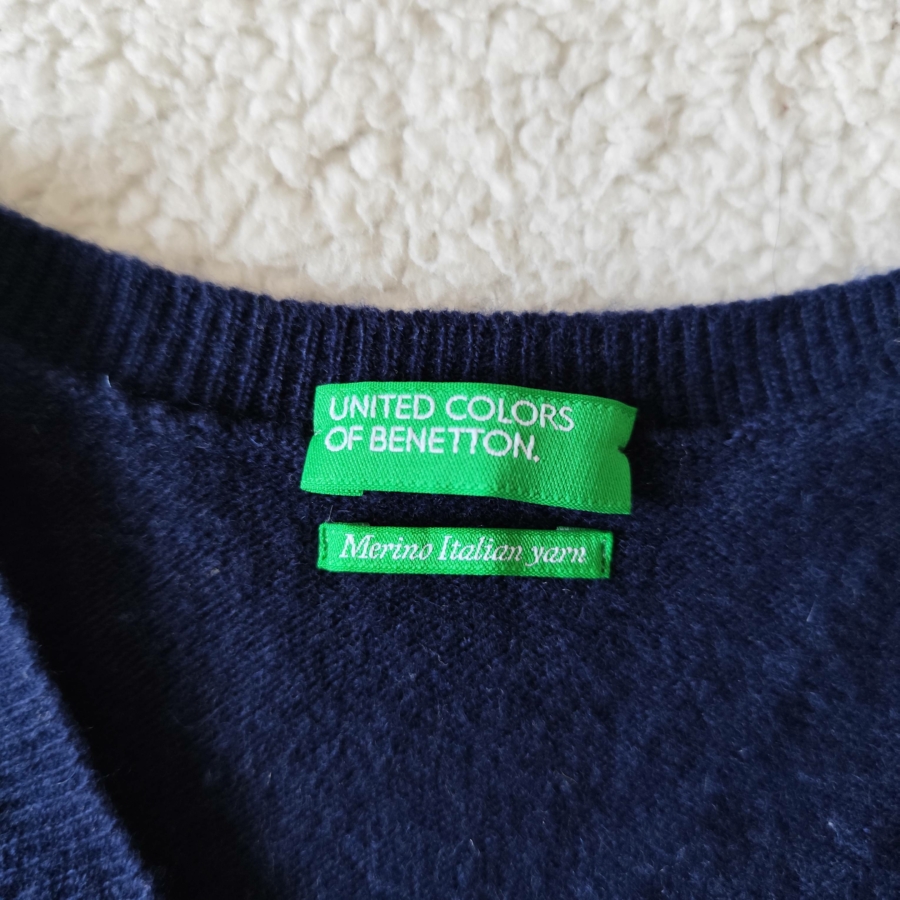 UNITED COLORS
OF BENETTON.
Merino Italian yarn